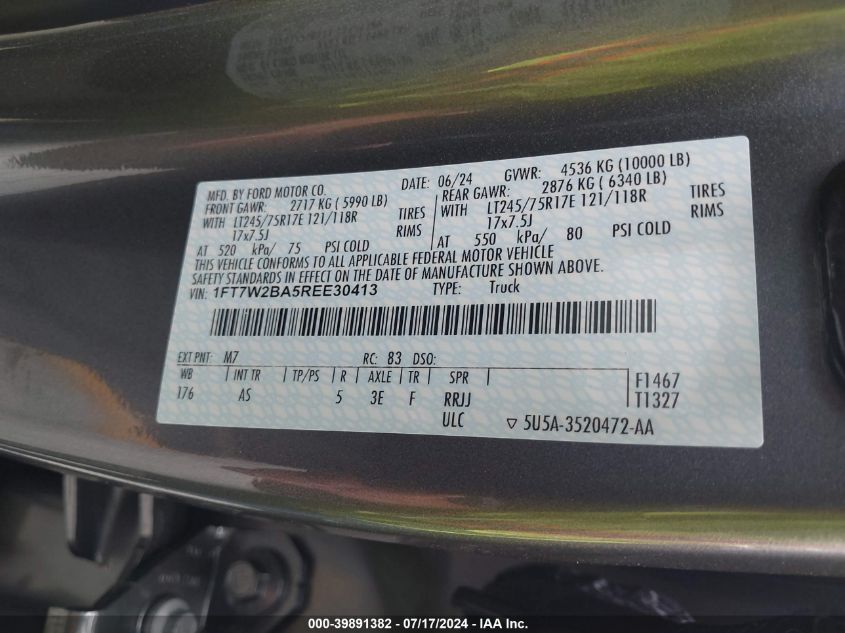 MFD. BY FORD MOTOR CO.
DATE: 06/24 GVWR: 4536 KG (10000 LB)
FRONT GAWR: 2717 KG ( 5990 LB) REAR GAWR: 2876 KG ( 6340 LB)
WITH LT245/75R17E 121/118R TIRES WITH LT245/75R17E 121/118R TIRES
17x7.5J RIMS 17x7.5J RIMS
AT 520 kPa/ 75 PSI COLD AT 550 kPa/ 80 PSI COLD
THIS VEHICLE CONFORMS TO ALL APPLICABLE FEDERAL MOTOR VEHICLE
SAFETY STANDARDS IN EFFECT ON THE DATE OF MANUFACTURE SHOWN ABOVE.
VIN: 1FT7W2BA5REE30413 TYPE: Truck
EXT PNT: M7 RC: 83 DSO:
WB INT TR TP/PS R AXLE TR SPR F1467
176 AS 5 3E F RRJJ T1327
ULC ▽ 5U5A-3520472-AA
000-39891382 - 07/17/2024 - IAA Inc.